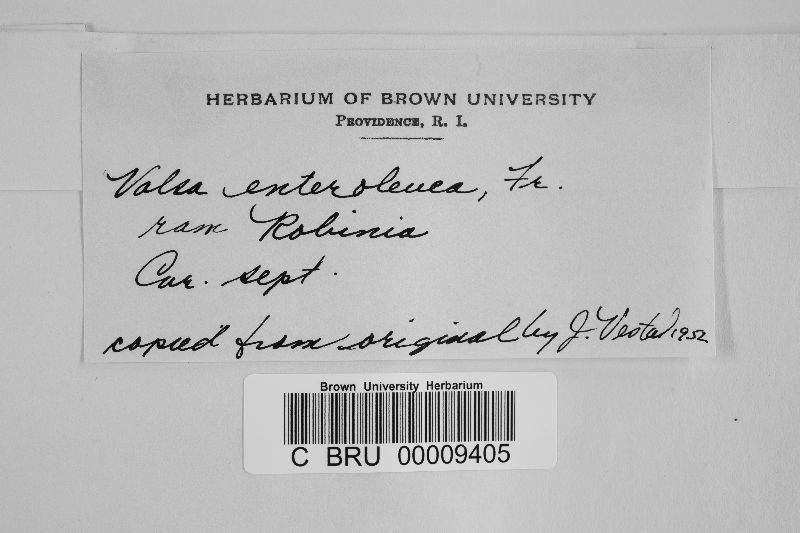 HERBARIUM OF BROWN UNIVERSITY
PROVIDENCE, R. I.
Valsa enteroleuca, Fr.
ram Robinia
Car. sept.
copied from original by J. Vestal 1952
Brown University Herbarium
C BRU 00009405